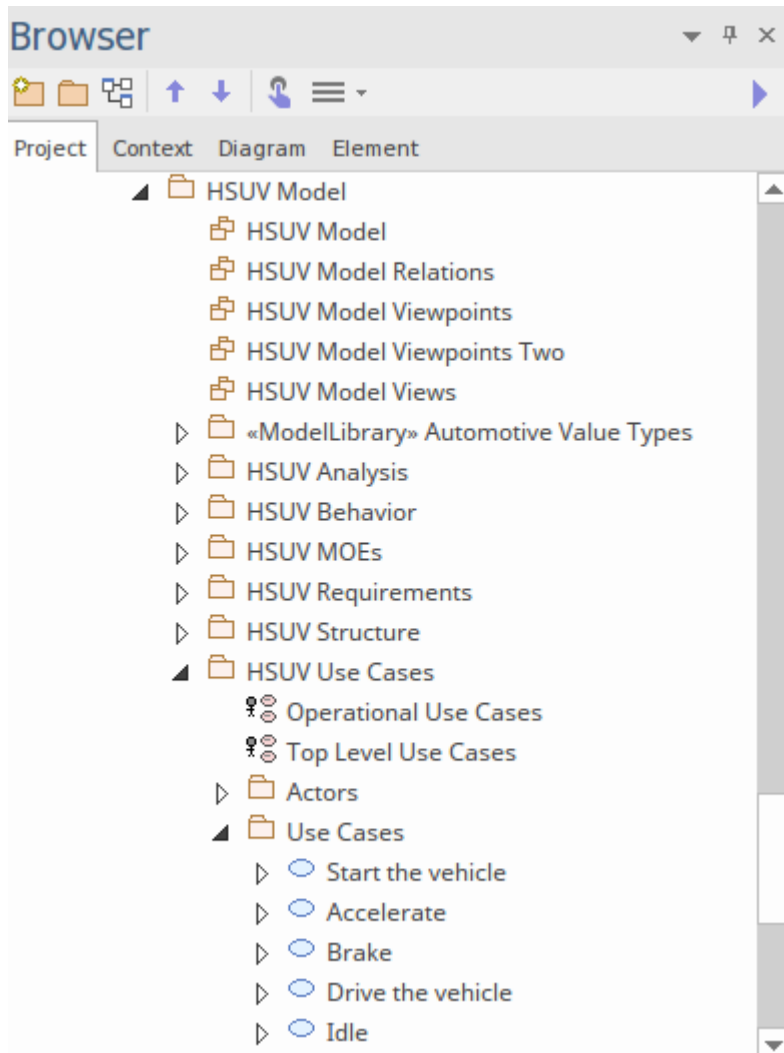 Browser
Project Context Diagram Element
HSUV Model
HSUV Model
HSUV Model Relations
HSUV Model Viewpoints
HSUV Model Viewpoints Two
HSUV Model Views
«ModelLibrary» Automotive Value Types
HSUV Analysis
HSUV Behavior
HSUV MOEs
HSUV Requirements
HSUV Structure
HSUV Use Cases
Operational Use Cases
Top Level Use Cases
Actors
Use Cases
Start the vehicle
Accelerate
Brake
Drive the vehicle
Idle